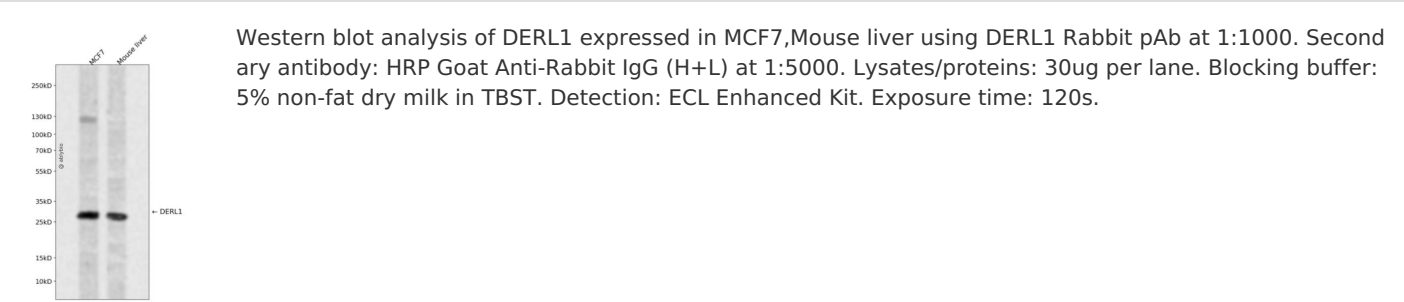 MCF7
Mouse liver
250kD
130kD
100kD
70kD
55kD
35kD
25kD
15kD
10kD
@ ablybio
← DERL1
Western blot analysis of DERL1 expressed in MCF7,Mouse liver using DERL1 Rabbit pAb at 1:1000. Second
ary antibody: HRP Goat Anti-Rabbit IgG (H+L) at 1:5000. Lysates/proteins: 30ug per lane. Blocking buffer:
5% non-fat dry milk in TBST. Detection: ECL Enhanced Kit. Exposure time: 120s.